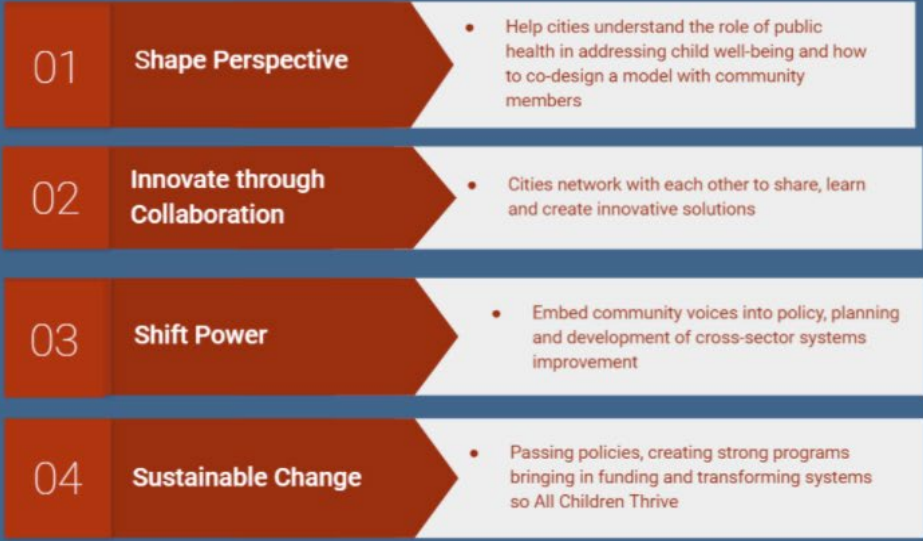 01
Shape Perspective
• Help cities understand the role of public
health in addressing child well-being and how
to co-design a model with community
members
02
Innovate through
Collaboration
• Cities network with each other to share, learn
and create innovative solutions
03
Shift Power
• Embed community voices into policy, planning
and development of cross-sector systems
improvement
04
Sustainable Change
• Passing policies, creating strong programs
bringing in funding and transforming systems
so All Children Thrive